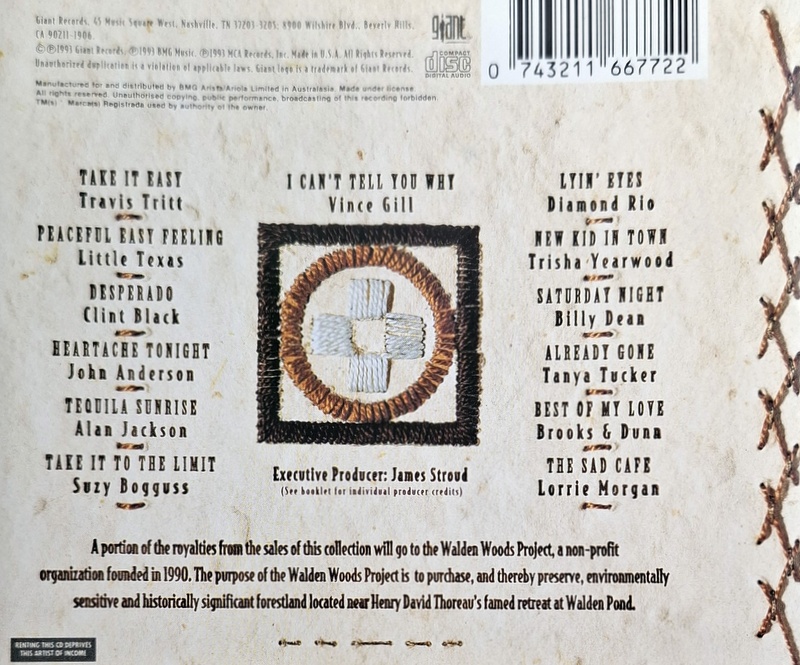 Giant Records, 45 Music Square West, Nashville, TN 37203-3205; 8900 Wilshire Blvd., Beverly Hills,
CA 90211-1906
©℗1993 Giant Records, ℗1993 BMG Music. ℗1993 MCA Records, Inc. Made in U.S.A. All Rights Reserved.
Unauthorized duplication is a violation of applicable laws. Giant logo is a trademark of Giant Records.
giant
COMPACT
disc
DIGITAL AUDIO
0 743211 667722
Manufactured for and distributed by BMG Arista/Ariola Limited in Australasia. Made under license.
All rights reserved. Unauthorised copying, public performance, broadcasting of this recording forbidden.
TM(s) Marca(s) Registrada used by authority of the owner.
TAKE IT EASY
Travis Tritt
PEACEFUL EASY FEELING
Little Texas
DESPERADO
Clint Black
HEARTACHE TONIGHT
John Anderson
TEQUILA SUNRISE
Alan Jackson
TAKE IT TO THE LIMIT
Suzy Bogguss
I CAN'T TELL YOU WHY
Vince Gill
Executive Producer: James Stroud
(See booklet for individual producer credits)
LYIN' EYES
Diamond Rio
NEW KID IN TOWN
Trisha Yearwood
SATURDAY NIGHT
Billy Dean
ALREADY GONE
Tanya Tucker
BEST OF MY LOVE
Brooks & Dunn
THE SAD CAFE
Lorrie Morgan
A portion of the royalties from the sales of this collection will go to the Walden Woods Project, a non-profit
organization founded in 1990. The purpose of the Walden Woods Project is to purchase, and thereby preserve, environmentally
sensitive and historically significant forestland located near Henry David Thoreau's famed retreat at Walden Pond.
RENTING THIS CD DEPRIVES
THIS ARTIST OF INCOME